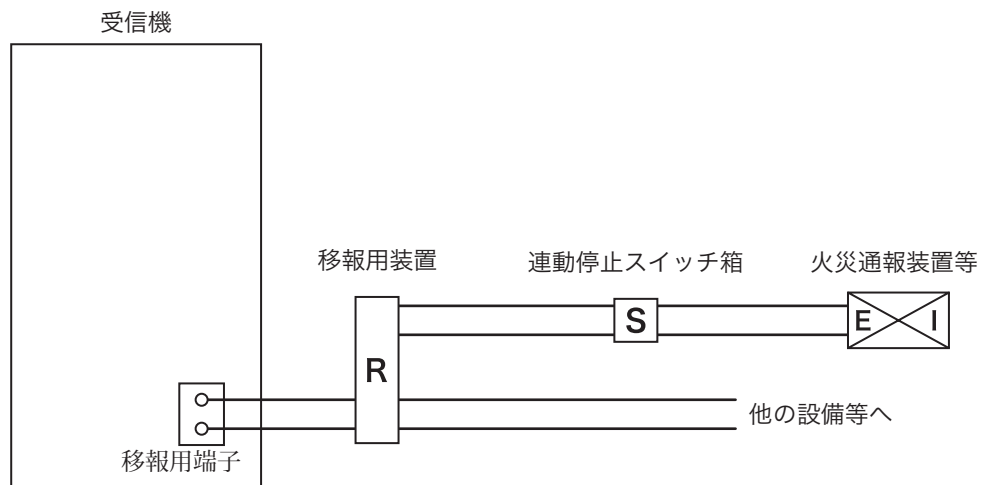 受信機
移報用装置
連動停止スイッチ箱
火災通報装置等
S
E I
R
他の設備等へ
移報用端子